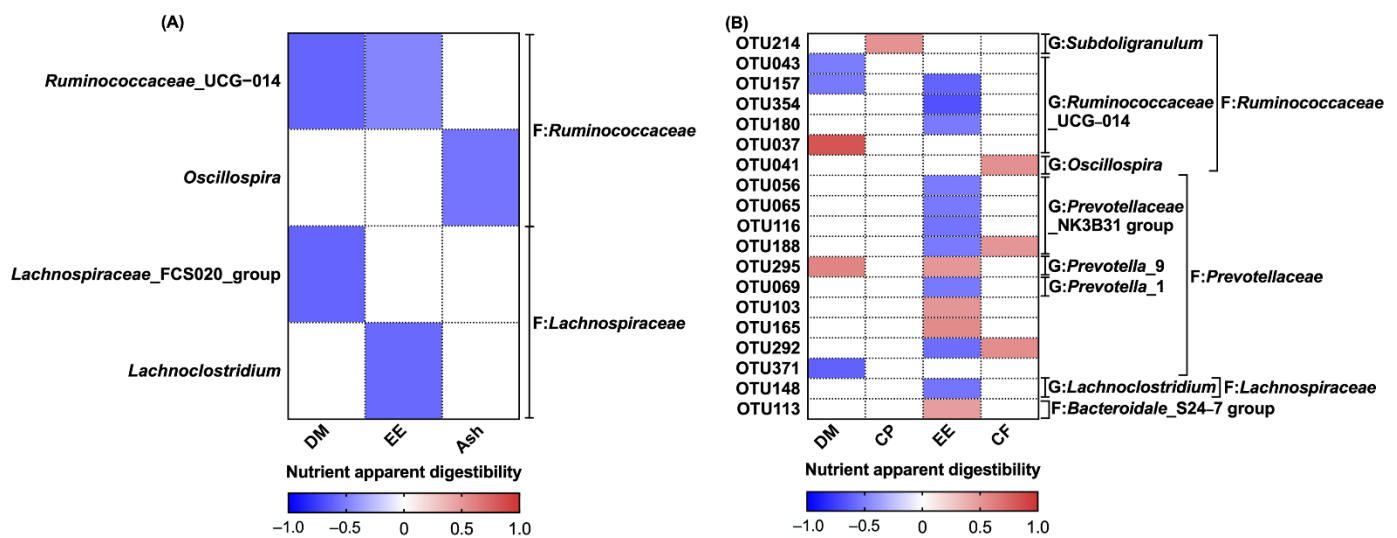 (A)
Ruminococcaceae_UCG−014
Oscillospira
Lachnospiraceae_FCS020_group
Lachnoclostridium
F:Ruminococcaceae
F:Lachnospiraceae
DM EE Ash
Nutrient apparent digestibility
−1.0 −0.5 0 0.5 1.0
(B)
OTU214
OTU043
OTU157
OTU354
OTU180
OTU037
OTU041
OTU056
OTU065
OTU116
OTU188
OTU295
OTU069
OTU103
OTU165
OTU292
OTU371
OTU148
OTU113
G:Subdoligranulum
G:Ruminococcaceae
_UCG−014
F:Ruminococcaceae
G:Oscillospira
G:Prevotellaceae
_NK3B31 group
G:Prevotella_9
F:Prevotellaceae
G:Prevotella_1
G:Lachnoclostridium F:Lachnospiraceae
F:Bacteroidale_S24−7 group
DM CP EE CF
Nutrient apparent digestibility
−1.0 −0.5 0 0.5 1.0